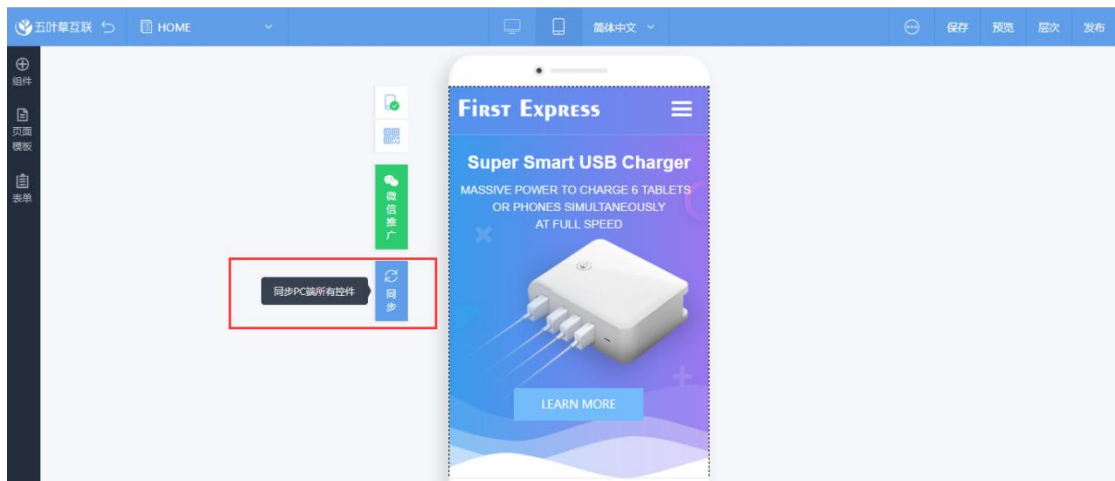 五叶草互联
HOME
简体中文
保存
预览
层次
发布
组件
页面
模板
表单
微信推广
同步PC端所有控件
同步
First Express
Super Smart USB Charger
MASSIVE POWER TO CHARGE 6 TABLETS
OR PHONES SIMULTANEOUSLY
AT FULL SPEED
LEARN MORE